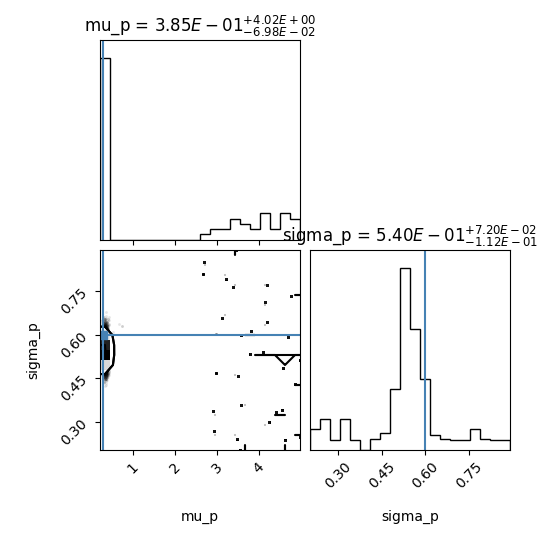 mu_p = 3.85E − 01+4.02E+00−6.98E−02
sigma_p = 5.40E − 01+7.20E−02−1.12E−01
0.75
0.60
0.45
0.30
sigma_p
1 2 3 4
mu_p
0.30 0.45 0.60 0.75
sigma_p